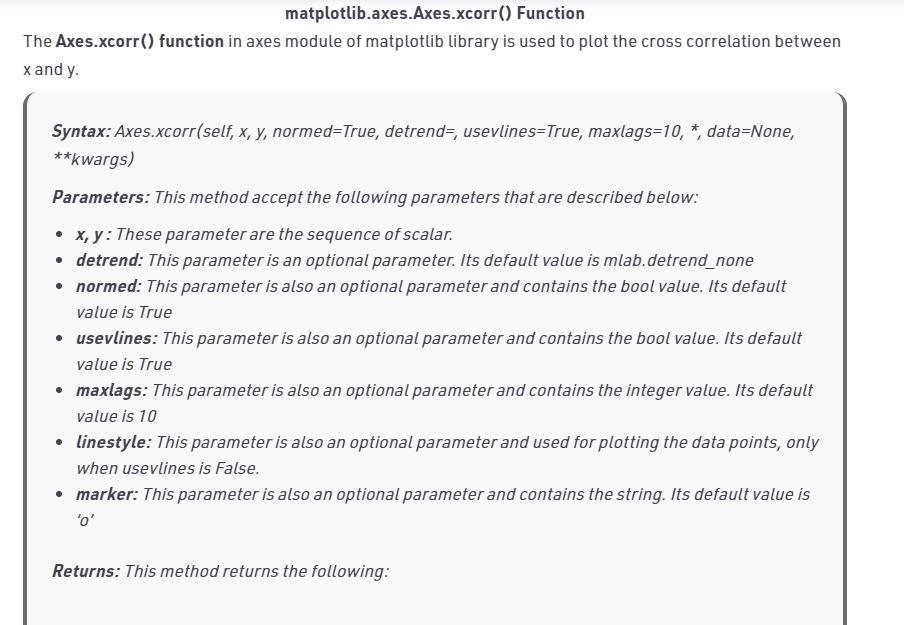 matplotlib.axes.Axes.xcorr() Function
The Axes.xcorr() function in axes module of matplotlib library is used to plot the cross correlation between
x and y.
Syntax: Axes.xcorr(self, x, y, normed=True, detrend=, usevlines=True, maxlags=10, *, data=None,
**kwargs)
Parameters: This method accept the following parameters that are described below:
• x, y : These parameter are the sequence of scalar.
• detrend: This parameter is an optional parameter. Its default value is mlab.detrend_none
• normed: This parameter is also an optional parameter and contains the bool value. Its default
value is True
• usevlines: This parameter is also an optional parameter and contains the bool value. Its default
value is True
• maxlags: This parameter is also an optional parameter and contains the integer value. Its default
value is 10
• linestyle: This parameter is also an optional parameter and used for plotting the data points, only
when usevlines is False.
• marker: This parameter is also an optional parameter and contains the string. Its default value is
‘o’
Returns: This method returns the following: